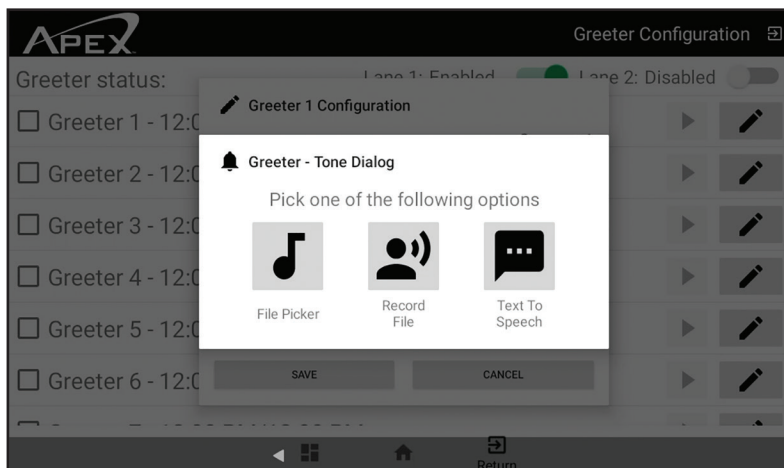 APEX
Greeter Configuration
Greeter status:
Lane 1: Enabled
Lane 2: Disabled
Greeter 1 Configuration
Greeter 1 - 12:0
Greeter - Tone Dialog
Greeter 2 - 12:0
Pick one of the following options
Greeter 3 - 12:0
Greeter 4 - 12:0
File Picker
Record
File
Text To
Speech
Greeter 5 - 12:0
Greeter 6 - 12:0
SAVE
CANCEL
Return